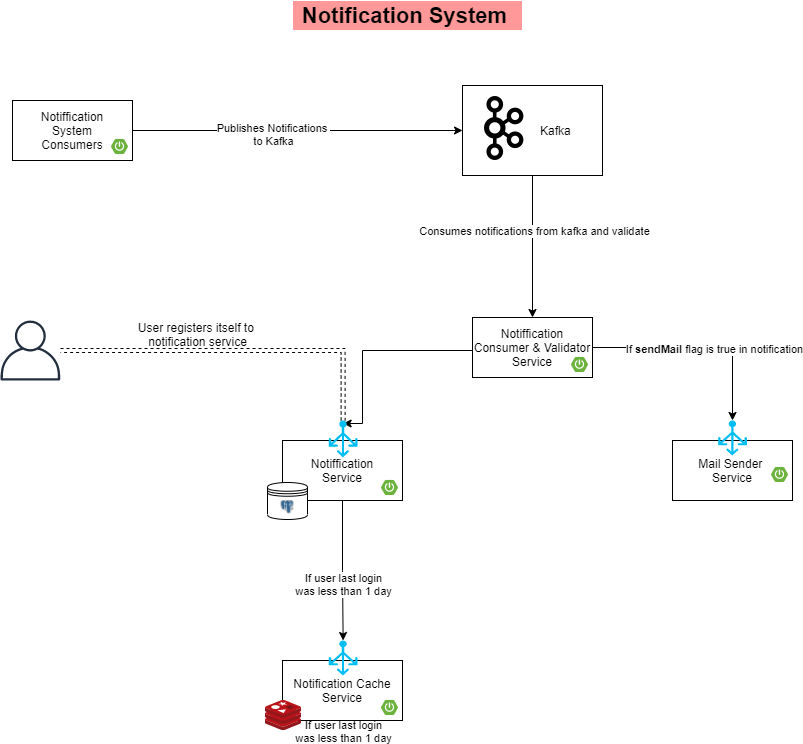 Notification System
Notiffication
System
Consumers
Publishes Notifications
to Kafka
Kafka
Consumes notifications from kafka and validate
User registers itself to
notification service
Notiffication
Consumer & Validator
Service
If sendMail flag is true in notification
Notiffication
Service
Mail Sender
Service
If user last login
was less than 1 day
Notification Cache
Service
If user last login
was less than 1 day